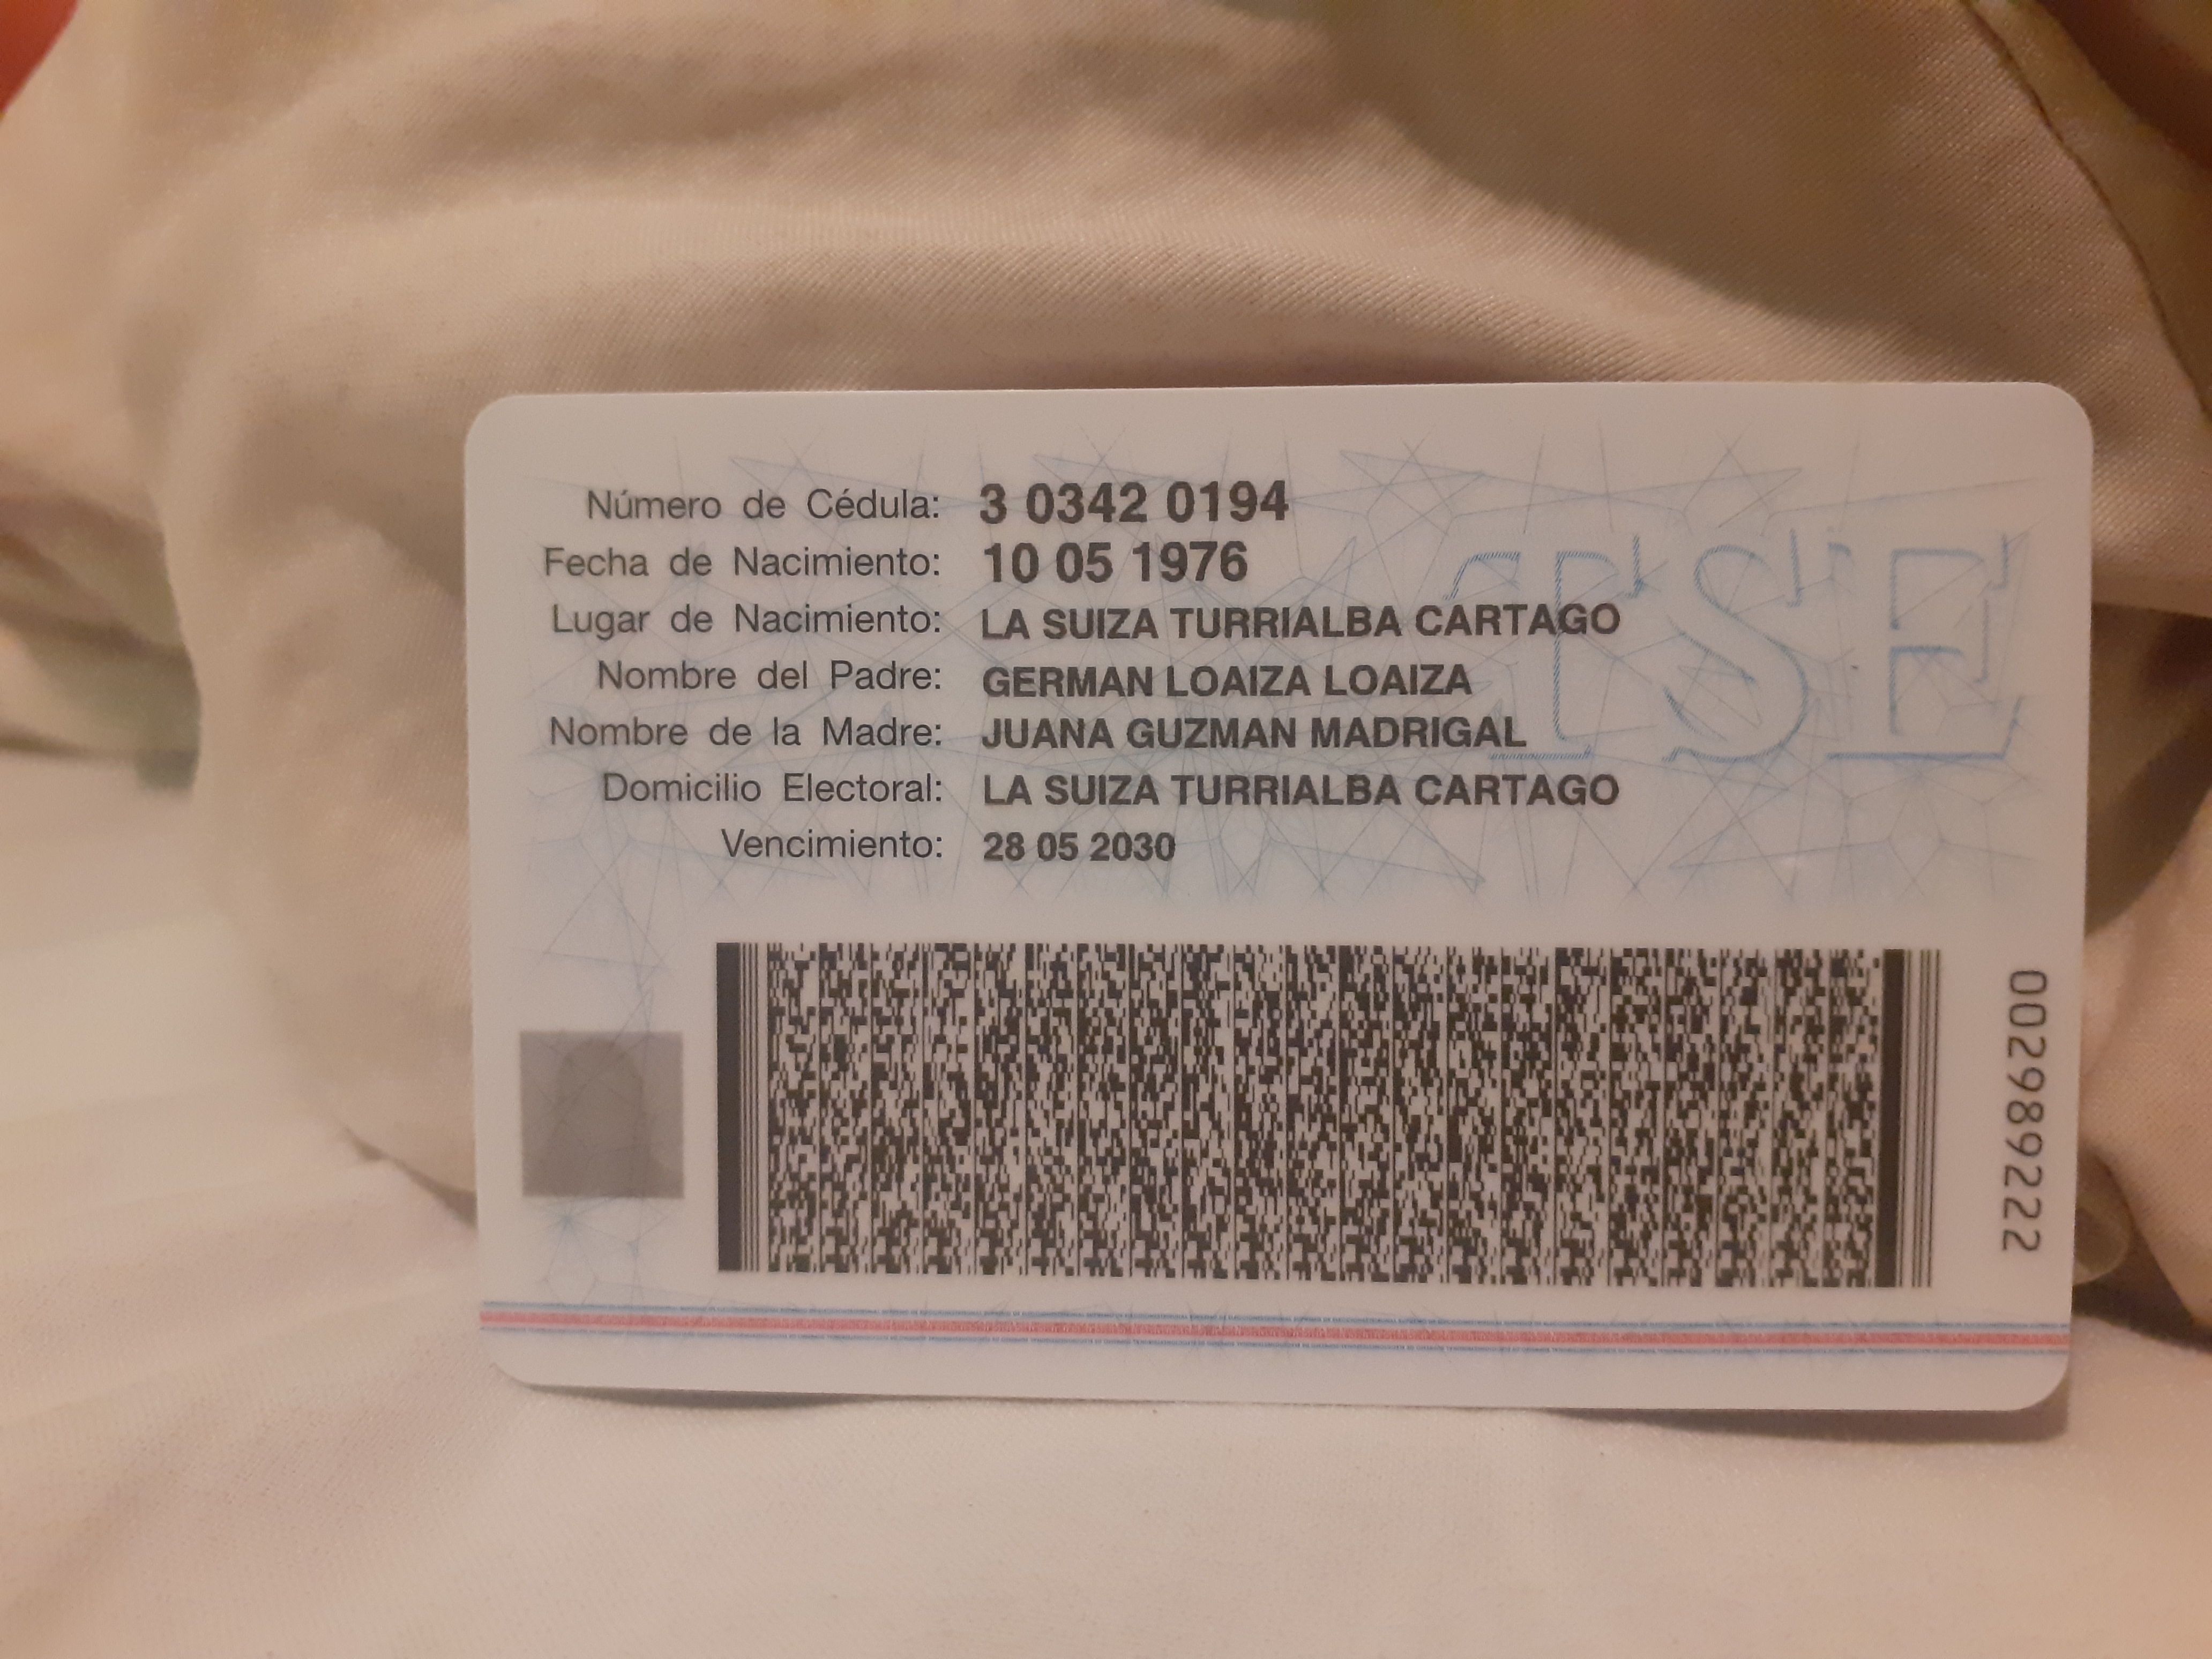 Número de Cédula: 3 0342 0194
Fecha de Nacimiento: 10 05 1976
Lugar de Nacimiento: LA SUIZA TURRIALBA CARTAGO
Nombre del Padre: GERMAN LOAIZA LOAIZA
Nombre de la Madre: JUANA GUZMAN MADRIGAL
Domicilio Electoral: LA SUIZA TURRIALBA CARTAGO
Vencimiento: 28 05 2030
TSE
002989222